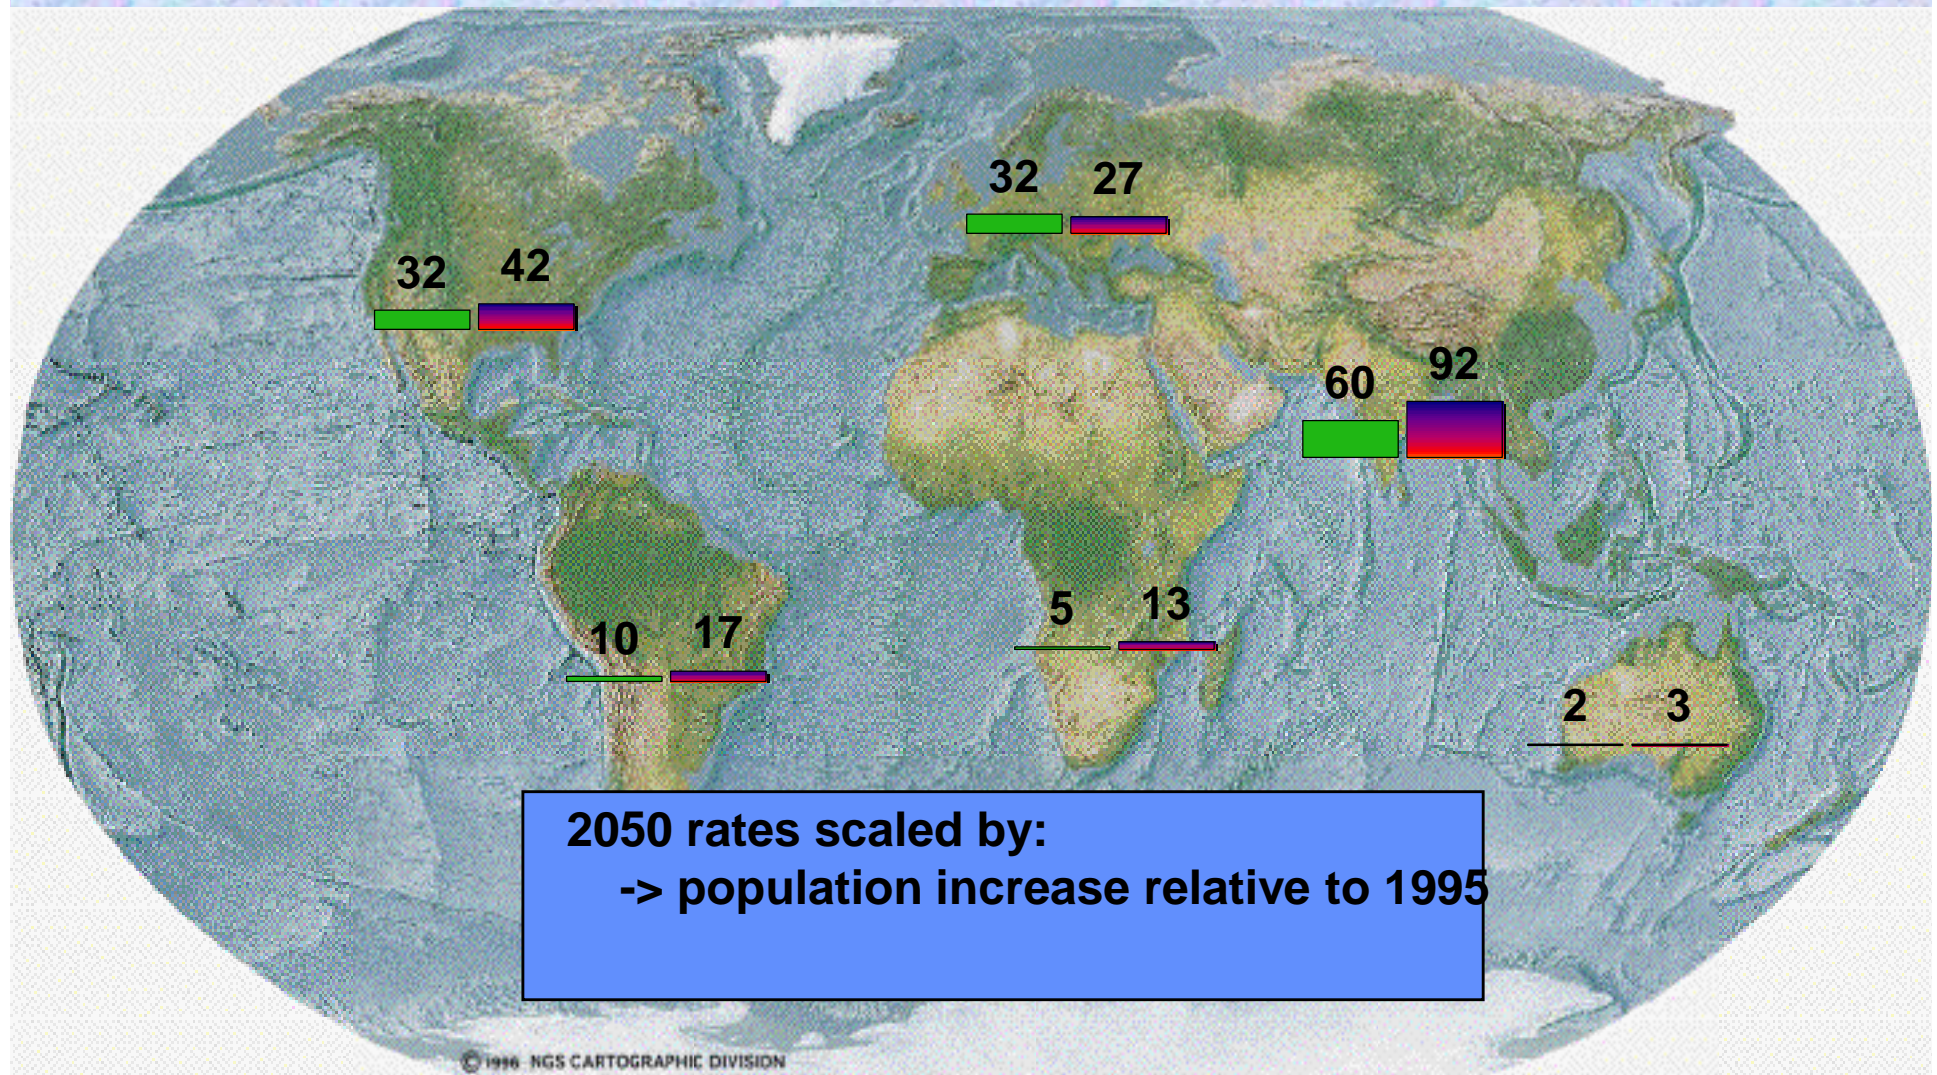 32 27
32 42
60 92
5 13
10 17
2 3
2050 rates scaled by:
-> population increase relative to 1995
© 1996 NGS CARTOGRAPHIC DIVISION